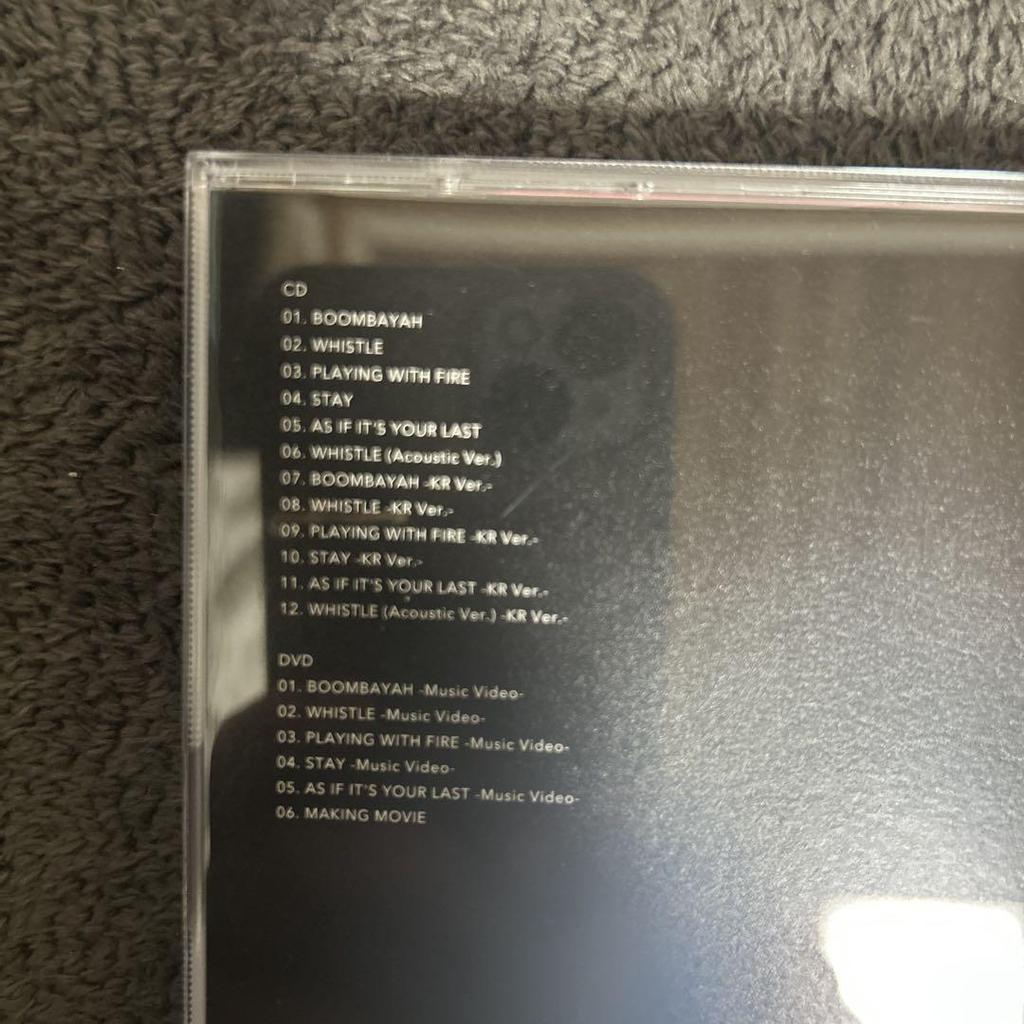 CD
01. BOOMBAYAH
02. WHISTLE
03. PLAYING WITH FIRE
04. STAY
05. AS IF IT'S YOUR LAST
06. WHISTLE (Acoustic Ver.)
07. BOOMBAYAH -KR Ver.-
08. WHISTLE -KR Ver.-
09. PLAYING WITH FIRE -KR Ver.-
10. STAY -KR Ver.-
11. AS IF IT'S YOUR LAST -KR Ver.-
12. WHISTLE (Acoustic Ver.) -KR Ver.-
DVD
01. BOOMBAYAH -Music Video-
02. WHISTLE -Music Video-
03. PLAYING WITH FIRE -Music Video-
04. STAY -Music Video-
05. AS IF IT'S YOUR LAST -Music Video-
06. MAKING MOVIE